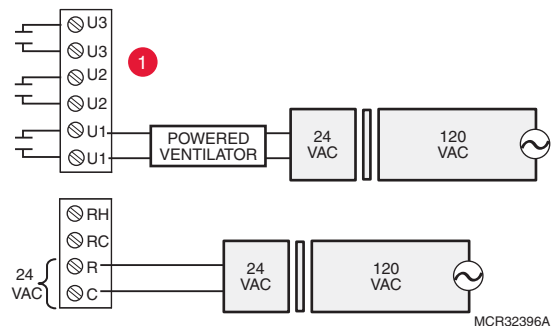 U3
U3
1
U2
U2
U1
U1
POWERED
VENTILATOR
24
VAC
120
VAC
RH
RC
R
C
24
VAC
24
VAC
120
VAC
MCR32396A